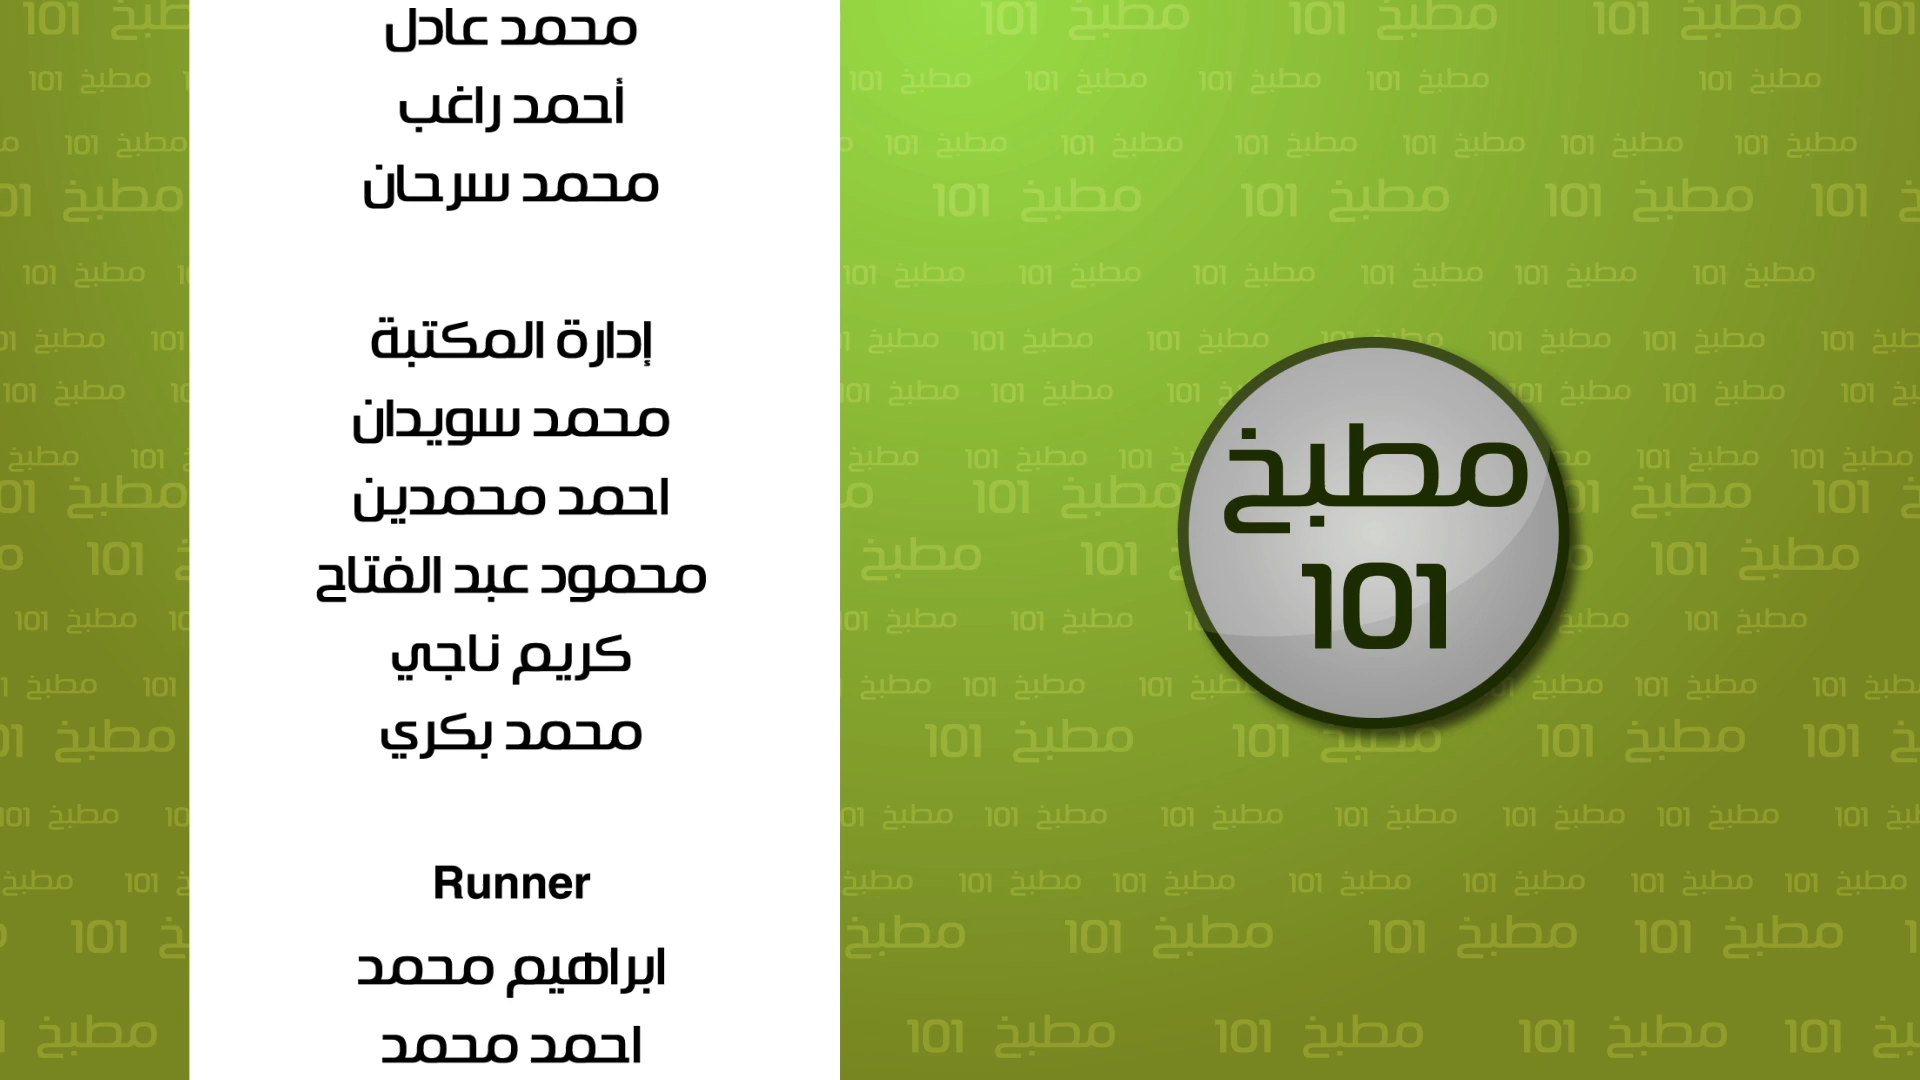 محمد عادل
أحمد راغب
محمد سرحان
إدارة المكتبة
محمد سويدان
احمد محمدين
محمود عبد الفتاح
كريم ناجي
محمد بكري
Runner
ابراهيم محمد
احمد محمد
مطبخ
101